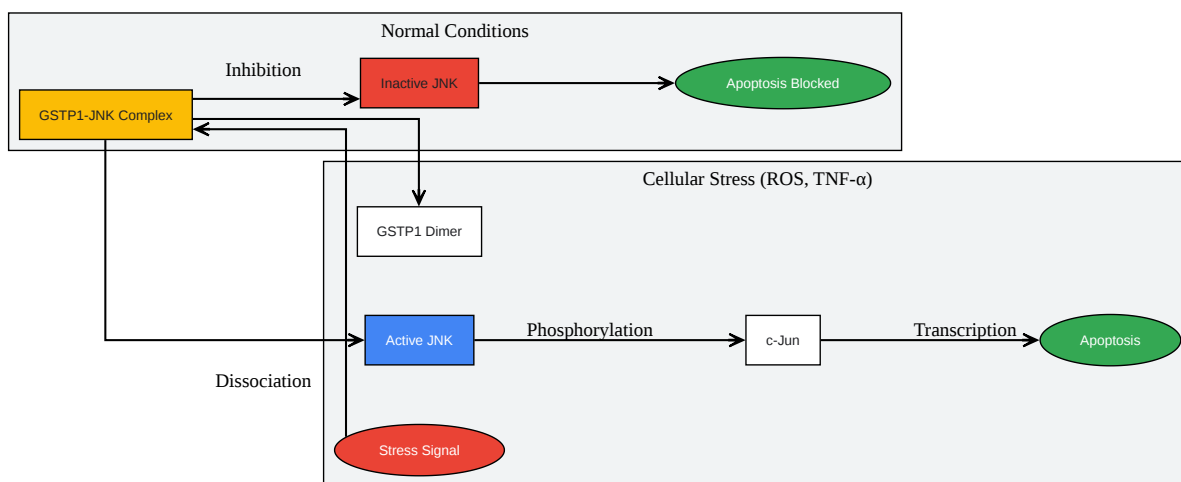 Normal Conditions
Inhibition
Inactive JNK
Apoptosis Blocked
GSTP1-JNK Complex
Cellular Stress (ROS, TNF-α)
GSTP1 Dimer
Active JNK
Phosphorylation
c-Jun
Transcription
Apoptosis
Dissociation
Stress Signal